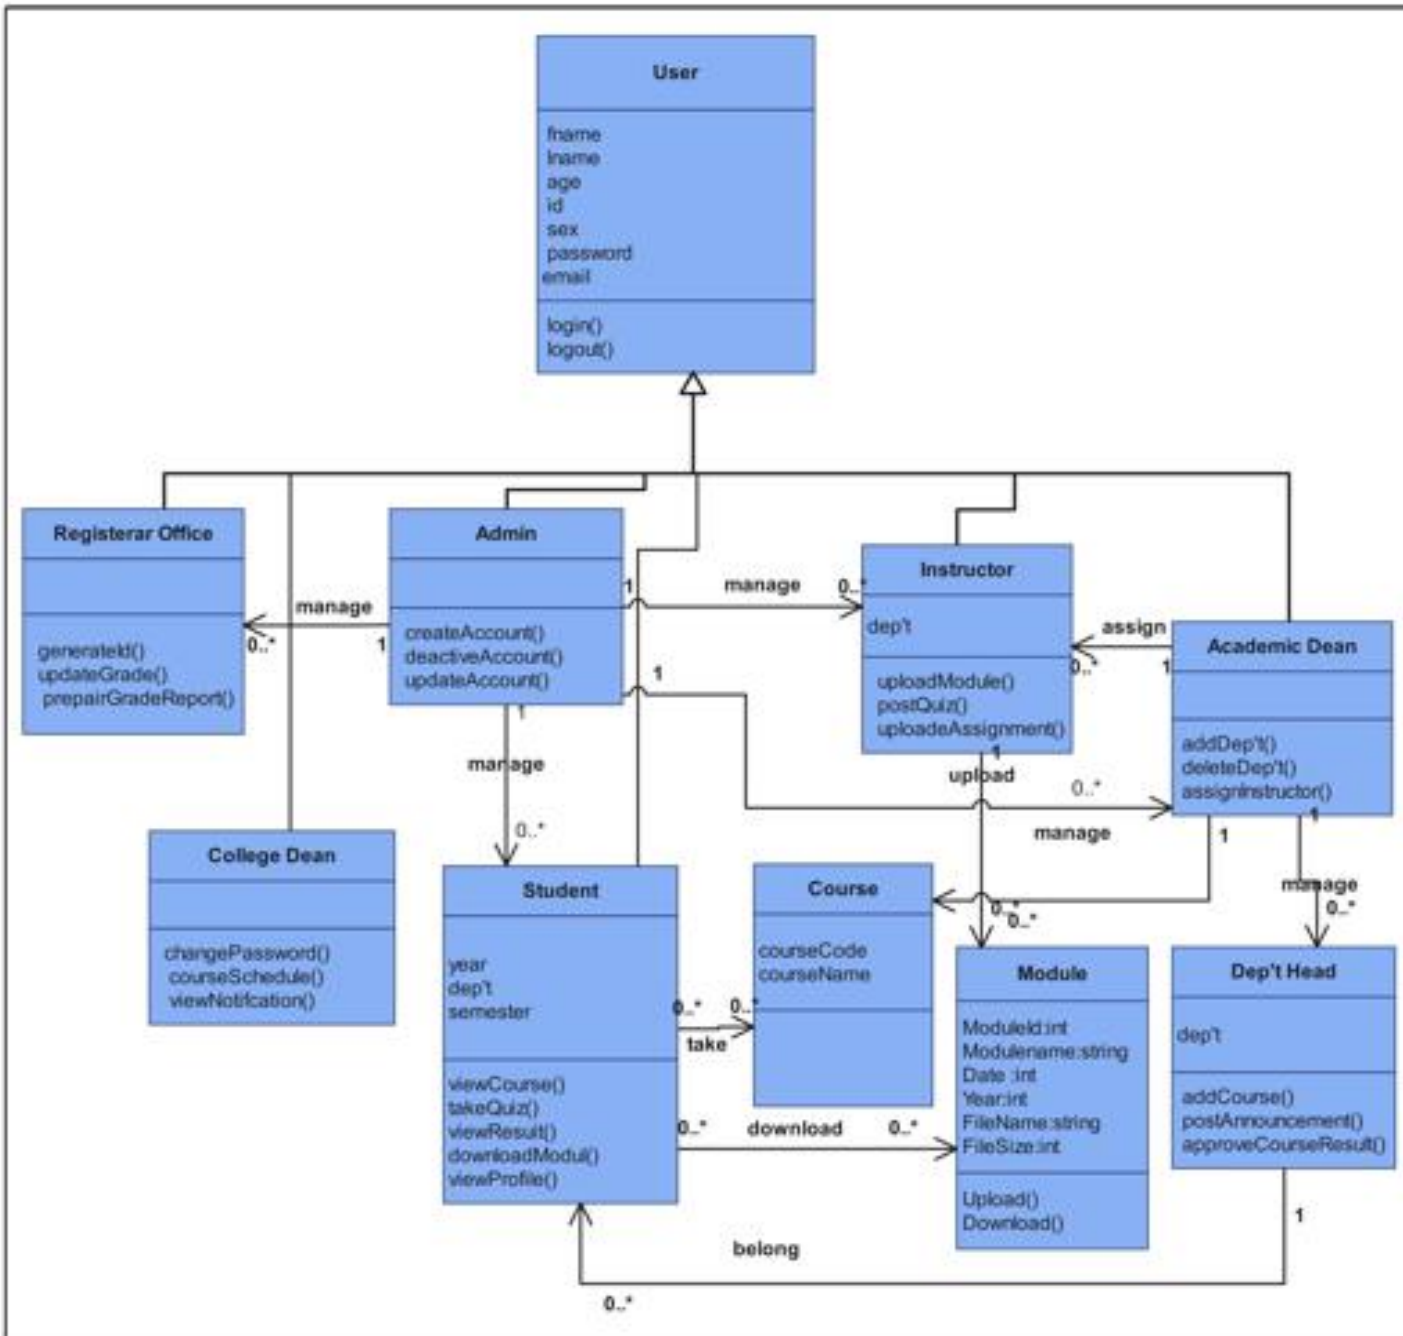 User
fname
lname
age
id
sex
password
email
login()
logout()
Registerar Office
generateId()
updateGrade()
prepairGradeReport()
Admin
createAccount()
deactiveAccount()
updateAccount()
Instructor
dep't
uploadModule()
postQuiz()
uploadeAssignment()
Academic Dean
addDep't()
deleteDep't()
assignInstructor()
manage
0..*
1
1
manage
0..*
assign
0..*
1
1
0..*
manage
1
manage
0..*
1
upload
0..*
1
0..*
1
manage
0..*
College Dean
changePassword()
courseSchedule()
viewNotifcation()
Student
year
dep't
semester
viewCourse()
takeQuiz()
viewResult()
downloadModul()
viewProfile()
Course
courseCode
courseName
0..*
0..*
take
0..*
download
0..*
Module
ModuleId:int
Modulename:string
Date :int
Year:int
FileName:string
FileSize:int
Upload()
Download()
Dep't Head
dep't
addCourse()
postAnnouncement()
approveCourseResult()
1
belong
0..*